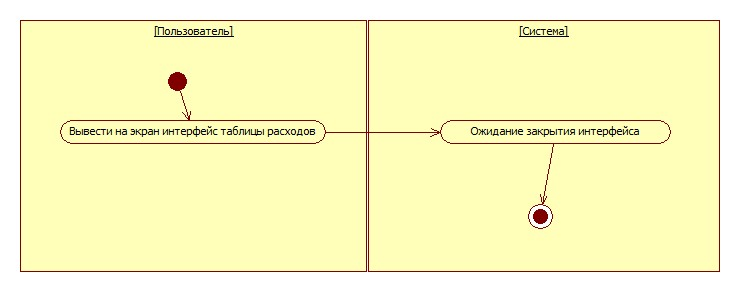 [Пользователь]
[Система]
Вывести на экран интерфейс таблицы расходов
Ожидание закрытия интерфейса